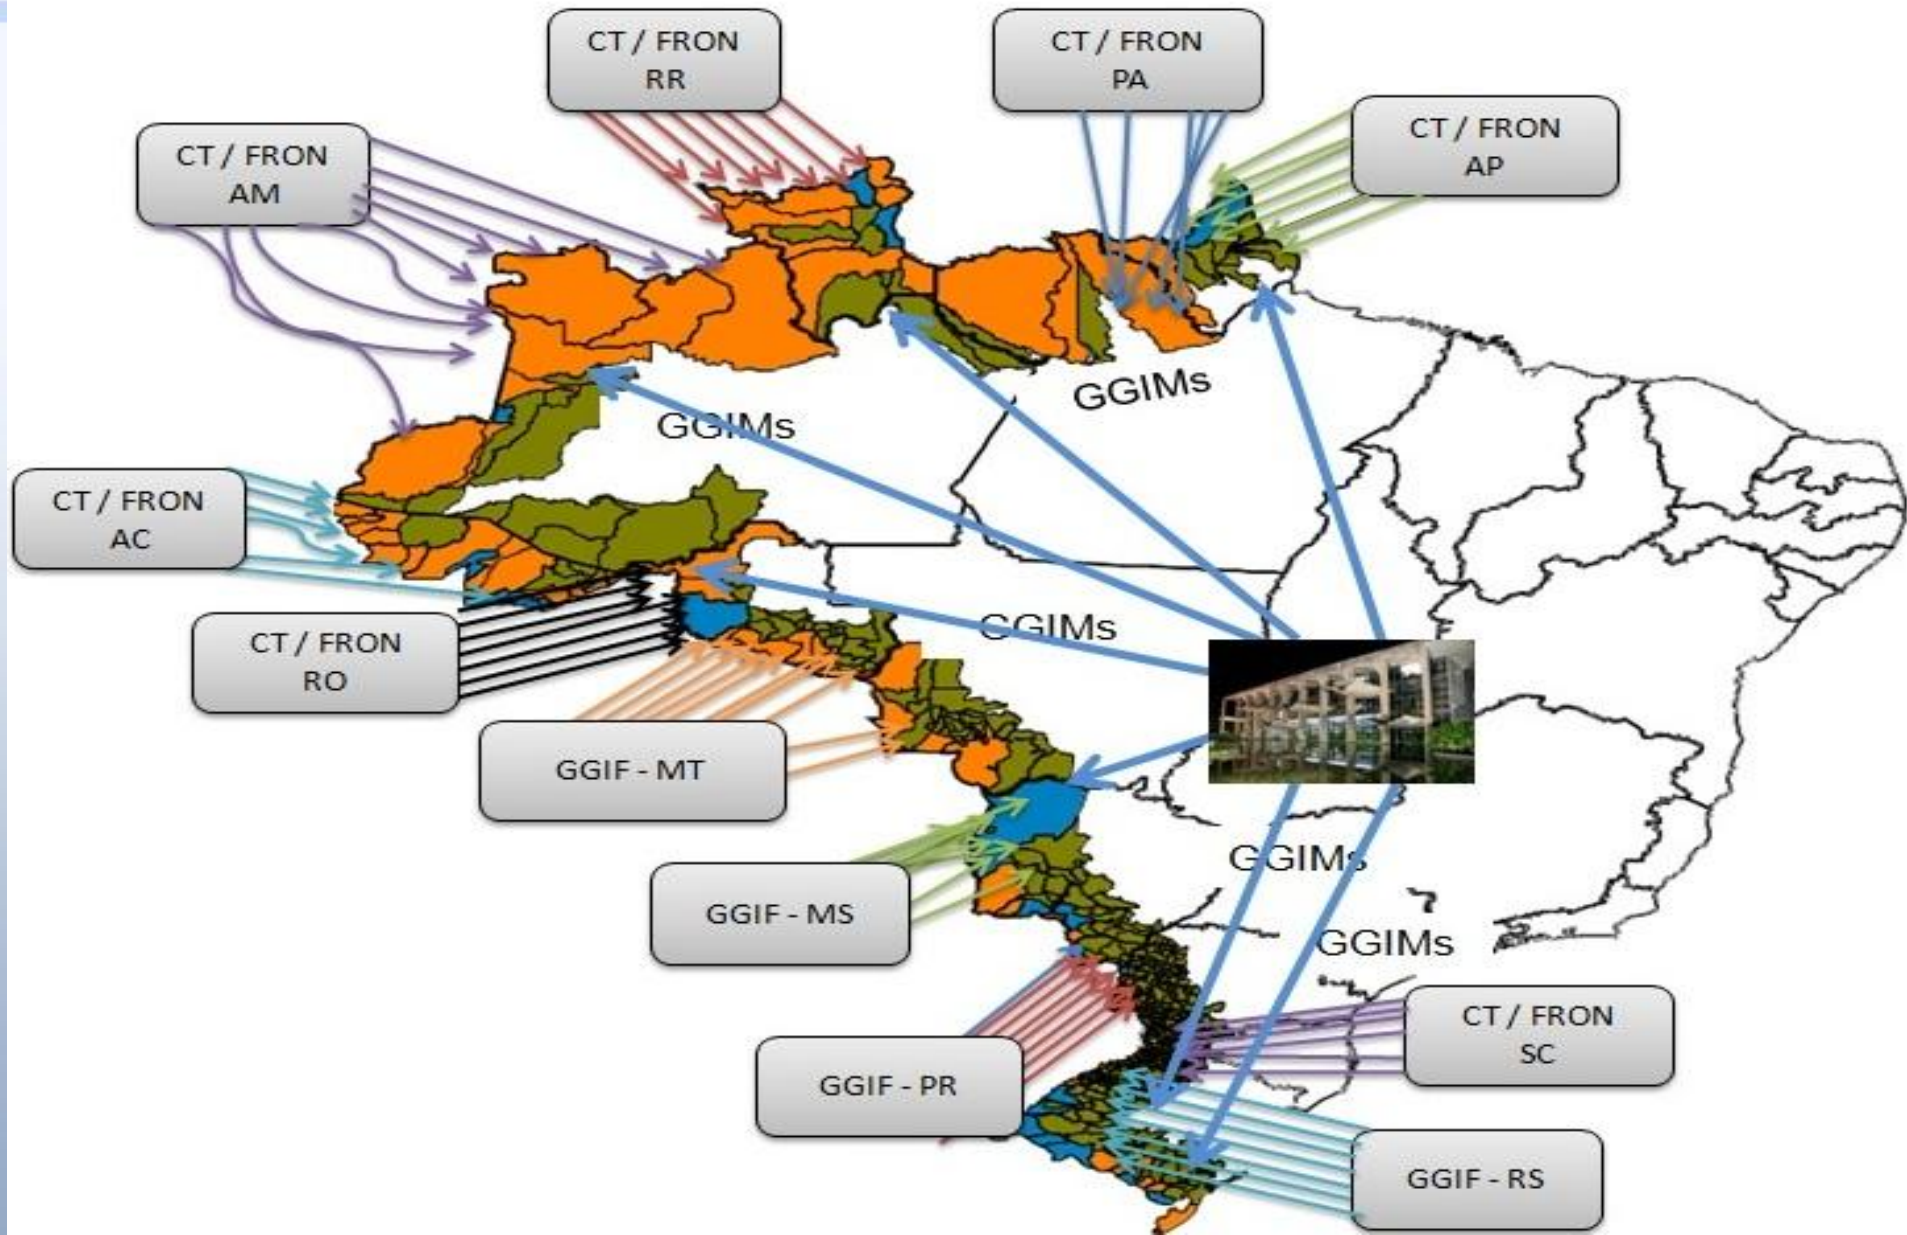 CT / FRON
RR
CT / FRON
PA
CT / FRON
AP
CT / FRON
AM
GGIMs
GGIMs
CT / FRON
AC
GGIMs
CT / FRON
RO
GGIF - MT
GGIMs
GGIF - MS
GGIMs
CT / FRON
SC
GGIF - PR
GGIF - RS